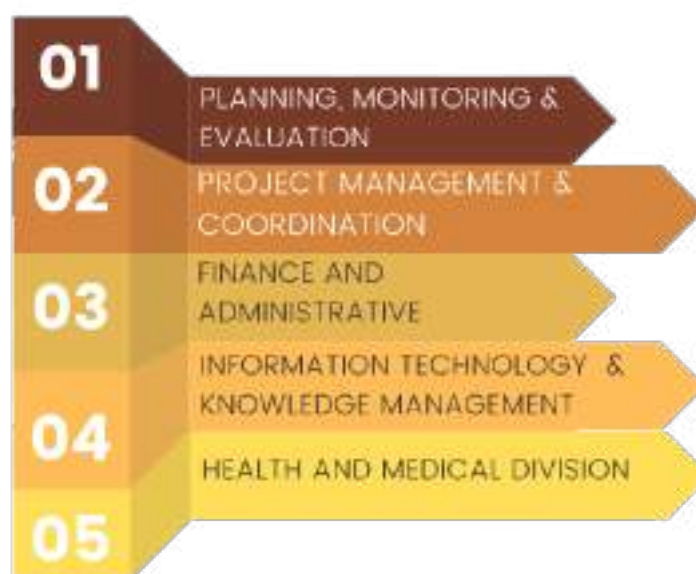 01
PLANNING, MONITORING &
EVALUATION
02
PROJECT MANAGEMENT &
COORDINATION
03
FINANCE AND
ADMINISTRATIVE
04
INFORMATION TECHNOLOGY &
KNOWLEDGE MANAGEMENT
05
HEALTH AND MEDICAL DIVISION